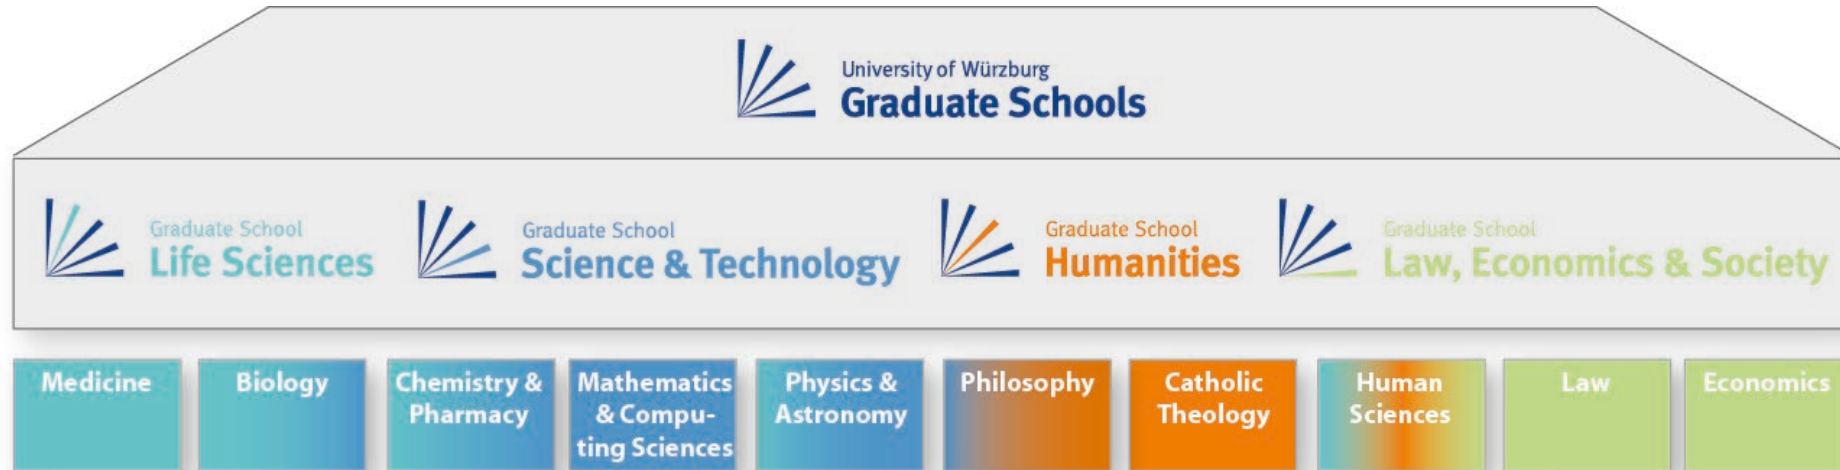 University of Würzburg
Graduate Schools
Graduate School
Life Sciences
Graduate School
Science & Technology
Graduate School
Humanities
Graduate School
Law, Economics & Society
Medicine
Biology
Chemistry &
Pharmacy
Mathematics
& Compu-
ting Sciences
Physics &
Astronomy
Philosophy
Catholic
Theology
Human
Sciences
Law
Economics